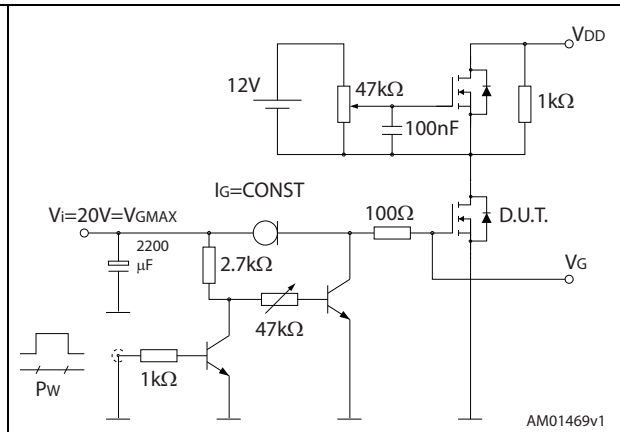 VDD
12V
47kΩ
1kΩ
100nF
IG=CONST
Vi=20V=VGMAX
100Ω
D.U.T.
2200
μF
2.7kΩ
VG
47kΩ
1kΩ
PW
AM01469v1